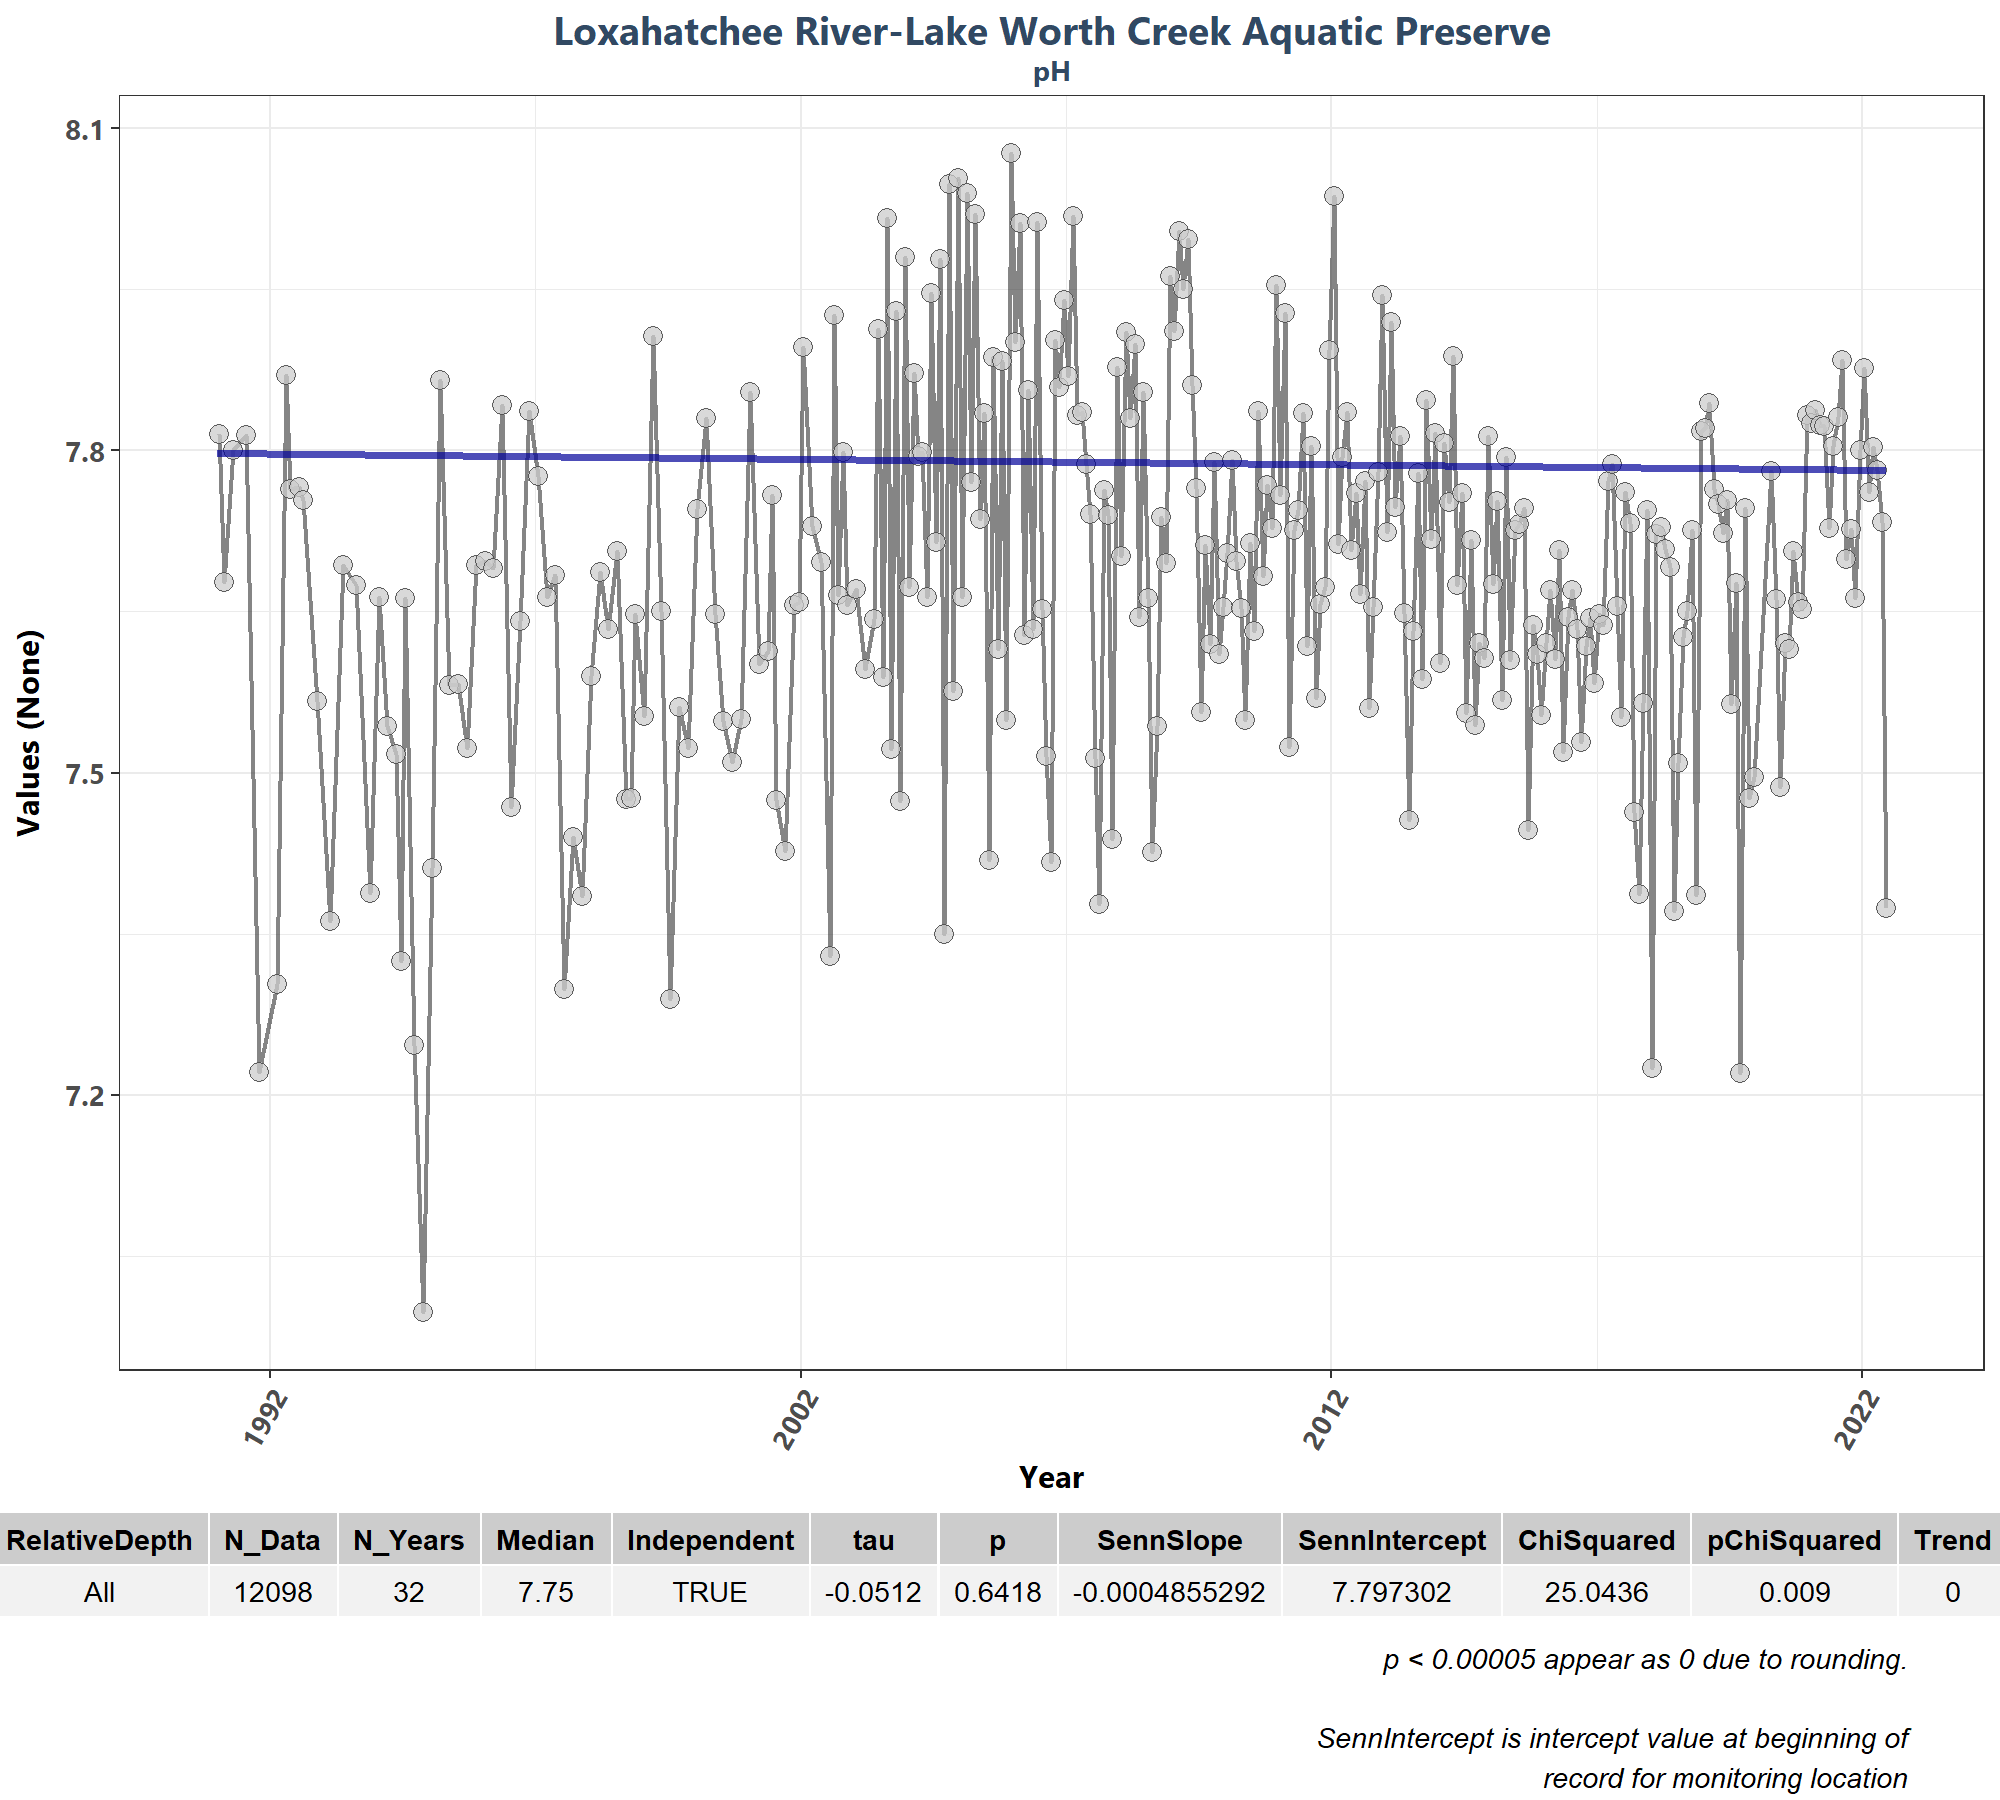 Loxahatchee River-Lake Worth Creek Aquatic Preserve
pH
8.1
7.8
7.5
7.2
Values (None)
1992
2002
2012
2022
Year
RelativeDepth N_Data N_Years Median Independent tau p SennSlope SennIntercept ChiSquared pChiSquared Trend
All 12098 32 7.75 TRUE -0.0512 0.6418 -0.0004855292 7.797302 25.0436 0.009 0
p < 0.00005 appear as 0 due to rounding.
SennIntercept is intercept value at beginning of
record for monitoring location